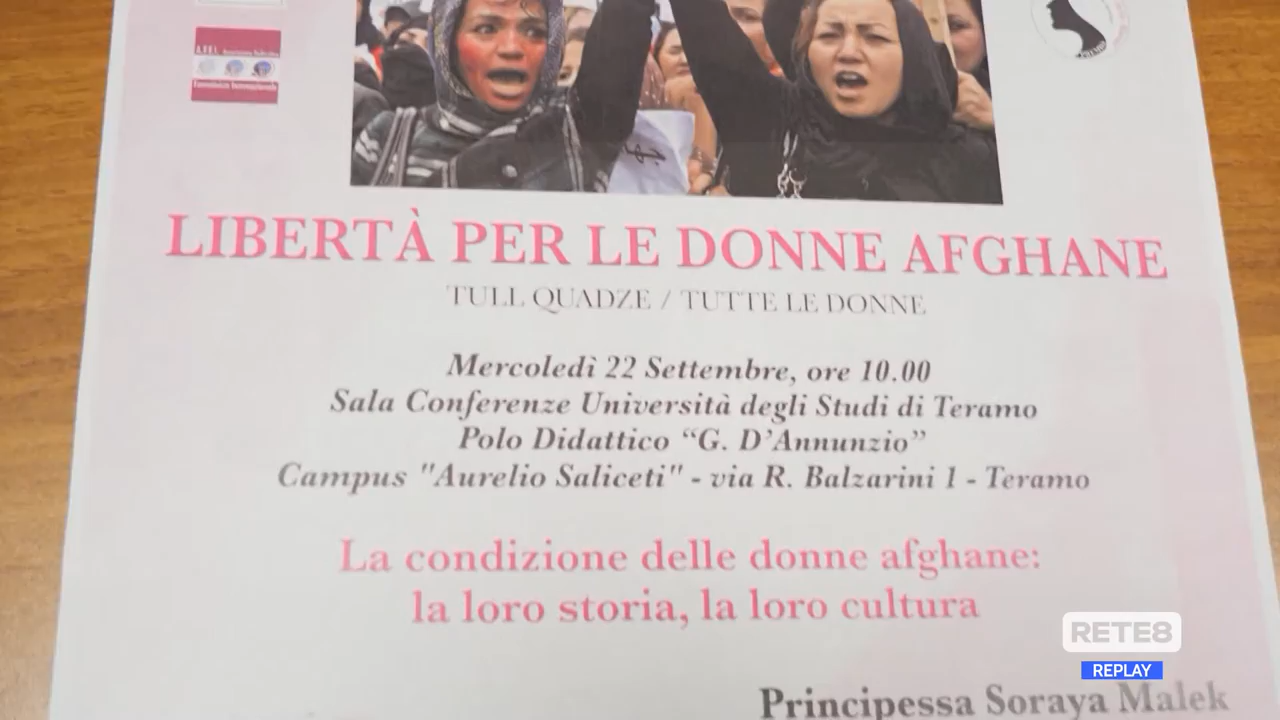 LIBERTÀ PER LE DONNE AFGHANE
TULL QUADZE / TUTTE LE DONNE
Mercoledì 22 Settembre, ore 10.00
Sala Conferenze Università degli Studi di Teramo
Polo Didattico “G. D’Annunzio”
Campus "Aurelio Saliceti" - via R. Balzarini 1 - Teramo
La condizione delle donne afghane:
la loro storia, la loro cultura
RETE8
REPLAY
Principessa Soraya Malek